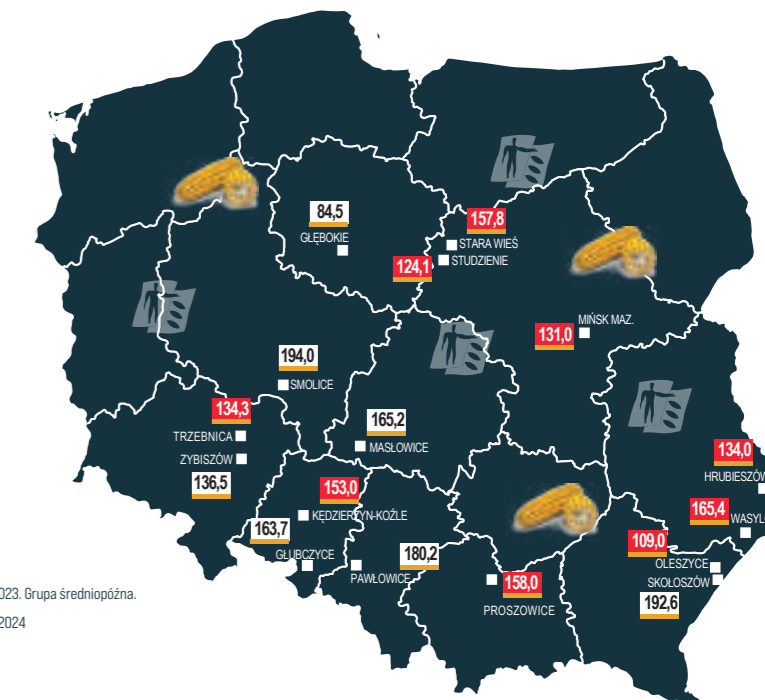 84,5
GŁĘBOKIE
157,8
STARA WIEŚ
124,1
STUDZIENIE
MIŃSK MAZ.
131,0
194,0
SMOLICE
134,3
TRZEBNICA
165,2
MASŁOWICE
ZYBISZÓW
136,5
134,0
HRUBIESZÓW
153,0
KĘDZIERZYN-KOŹLE
165,4
WASYL
163,7
GŁUBCZYCE
180,2
PAWŁOWICE
109,0
OLESZYCE
SKOŁOSZÓW
158,0
PROSZOWICE
192,6
023. Grupa średniopóźna.
2024